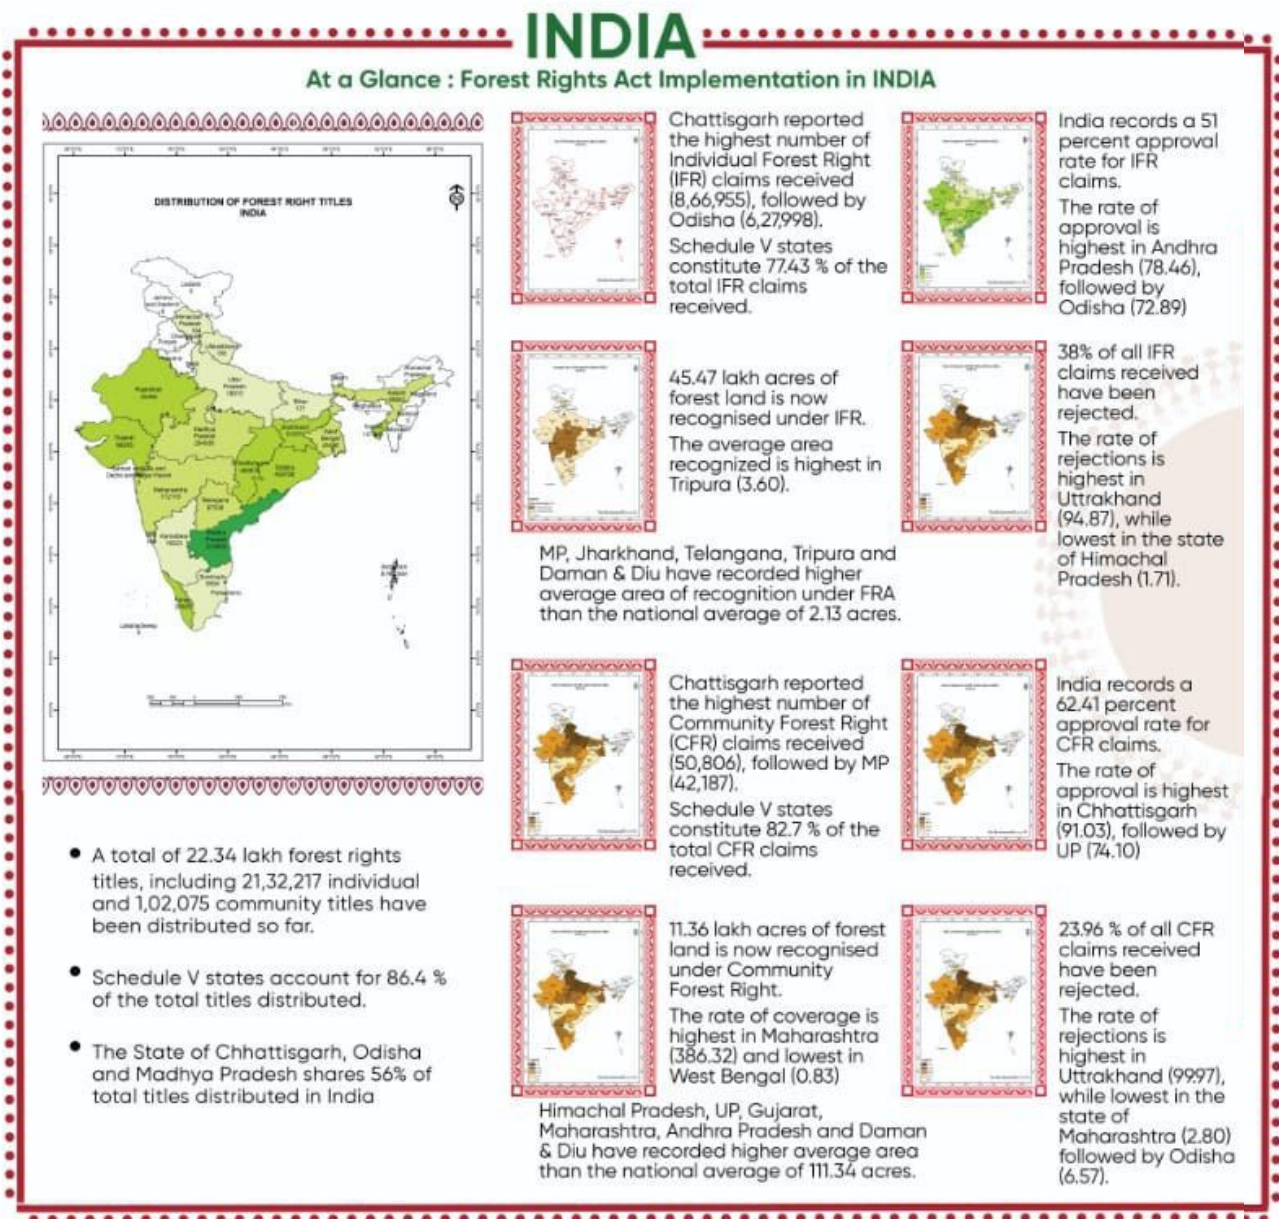 INDIA
At a Glance : Forest Rights Act Implementation in INDIA
DISTRIBUTION OF FOREST RIGHT TITLES
INDIA
A total of 22.34 lakh forest rights
titles, including 21,32,217 individual
and 1,02,075 community titles have
been distributed so far.
Schedule V states account for 86.4 %
of the total titles distributed.
The State of Chhattisgarh, Odisha
and Madhya Pradesh shares 56% of
total titles distributed in India
Chattisgarh reported
the highest number of
Individual Forest Right
(IFR) claims received
(8,66,955), followed by
Odisha (6,27,998).
Schedule V states
constitute 77.43 % of the
total IFR claims
received.
India records a 51
percent approval
rate for IFR
claims.
The rate of
approval is
highest in Andhra
Pradesh (78.46),
followed by
Odisha (72.89)
45.47 lakh acres of
forest land is now
recognised under IFR.
The average area
recognized is highest in
Tripura (3.60).
MP, Jharkhand, Telangana, Tripura and
Daman & Diu have recorded higher
average area of recognition under FRA
than the national average of 2.13 acres.
38% of all IFR
claims received
have been
rejected.
The rate of
rejections is
highest in
Uttrakhand
(94.87), while
lowest in the state
of Himachal
Pradesh (1.71).
Chattisgarh reported
the highest number of
Community Forest Right
(CFR) claims received
(50,806), followed by MP
(42,187).
Schedule V states
constitute 82.7 % of the
total CFR claims
received.
India records a
62.41 percent
approval rate for
CFR claims.
The rate of
approval is highest
in Chhattisgarh
(91.03), followed by
UP (74.10)
11.36 lakh acres of forest
land is now recognised
under Community
Forest Right.
The rate of coverage is
highest in Maharashtra
(386.32) and lowest in
West Bengal (0.83)
Himachal Pradesh, UP, Gujarat,
Maharashtra, Andhra Pradesh and Daman
& Diu have recorded higher average area
than the national average of 111.34 acres.
23.96 % of all CFR
claims received
have been
rejected.
The rate of
rejections is
highest in
Uttrakhand (99.97),
while lowest in the
state of
Maharashtra (2.80)
followed by Odisha
(6.57).